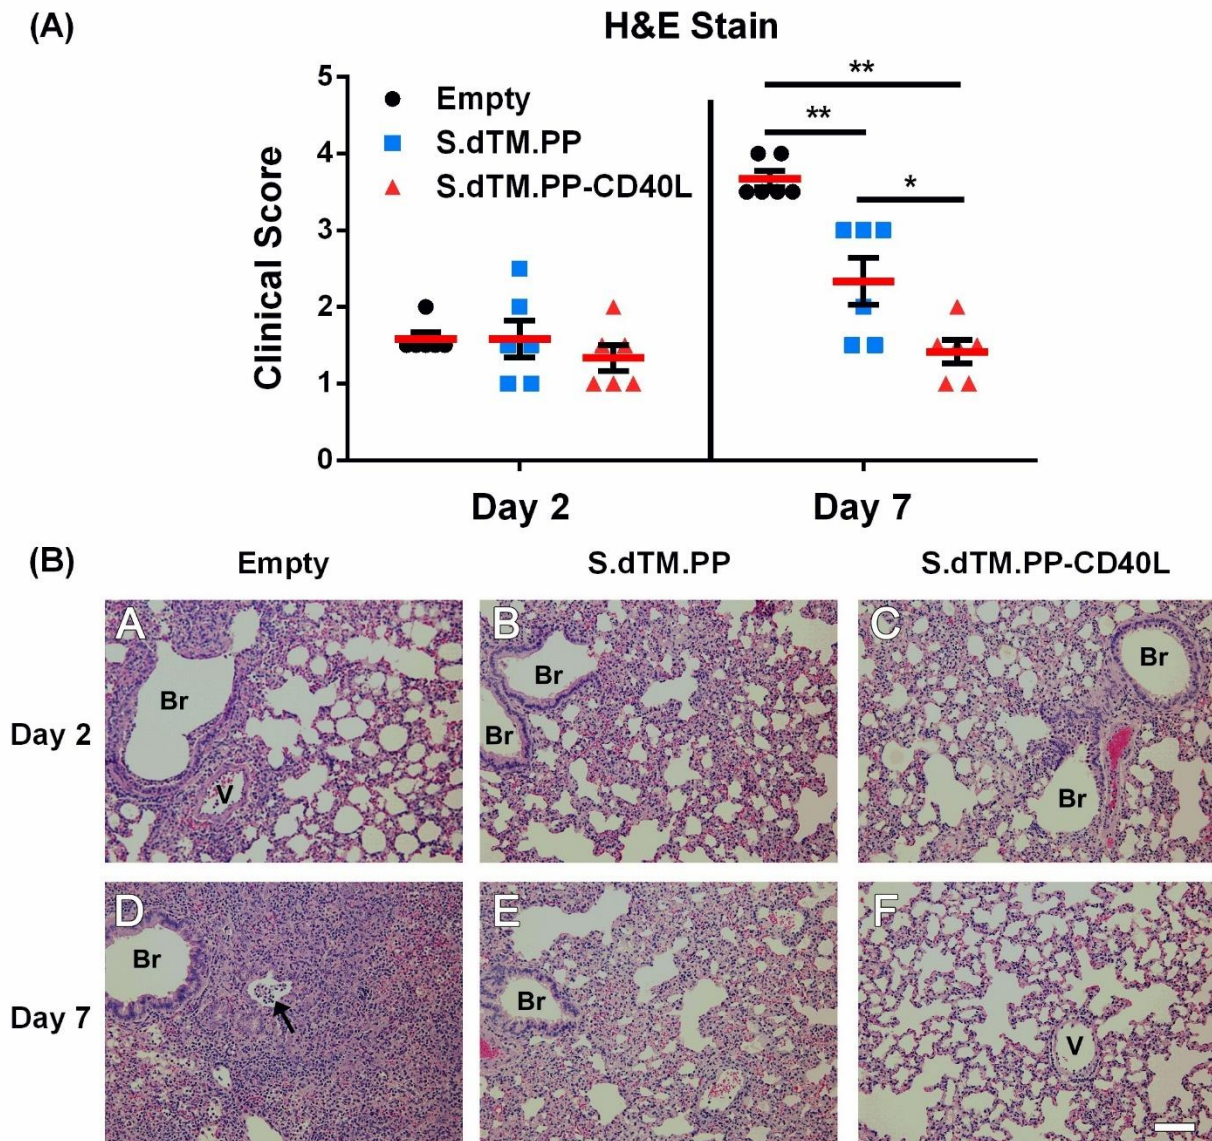 (A)
H&E Stain
5
4
3
2
1
0
Clinical Score
Empty
S.dTM.PP
S.dTM.PP-CD40L
**
**
*
Day 2
Day 7
(B)
Empty
S.dTM.PP
S.dTM.PP-CD40L
Day 2
A
Br
V
B
Br
Br
C
Br
Br
Day 7
D
Br
E
Br
F
V